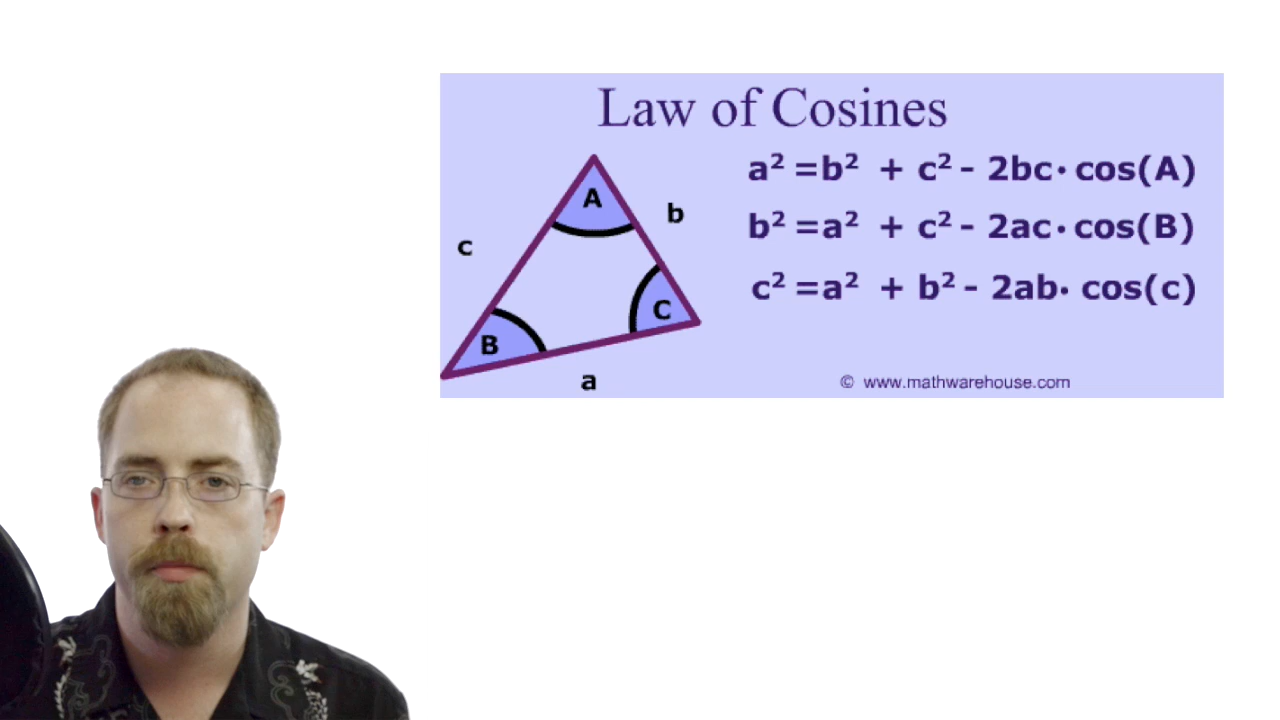 Law of Cosines
A
b
c
C
B
a
a² =b² + c² - 2bc· cos(A)
b² =a² + c² - 2ac· cos(B)
c² =a² + b² - 2ab· cos(c)
© www.mathwarehouse.com